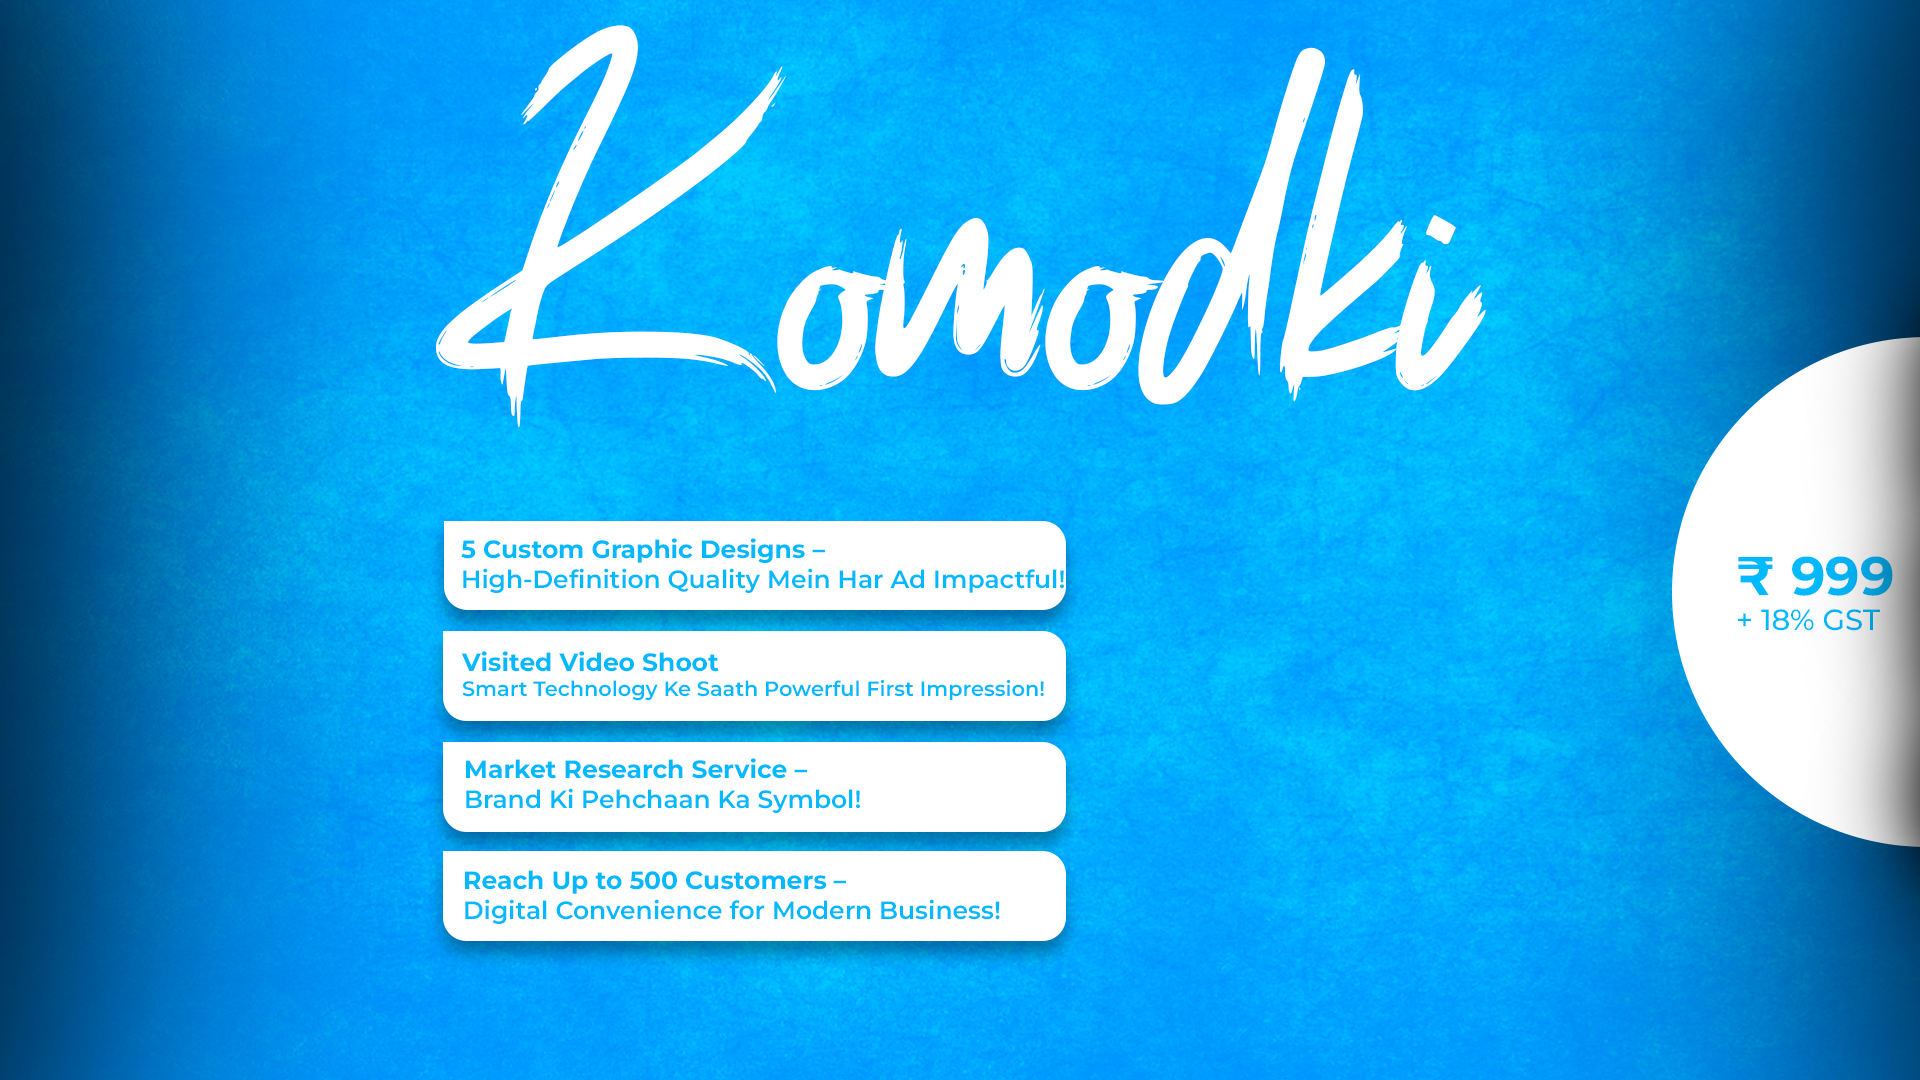 Komodki
5 Custom Graphic Designs –
High-Definition Quality Mein Har Ad Impactful!
Visited Video Shoot
Smart Technology Ke Saath Powerful First Impression!
Market Research Service –
Brand Ki Pehchaan Ka Symbol!
Reach Up to 500 Customers –
Digital Convenience for Modern Business!
₹ 999
+ 18% GST